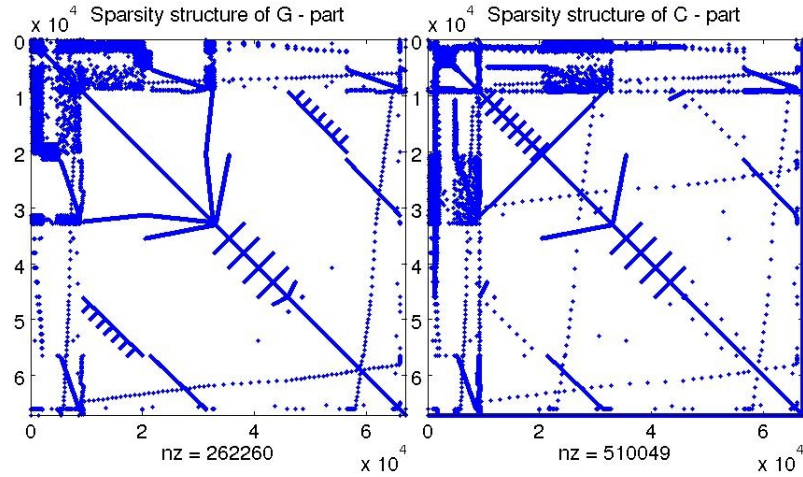 x 10^4 Sparsity structure of G - part
0
1
2
3
4
5
6
0 2 4 6
nz = 262260
x 10^4
x 10^4 Sparsity structure of C - part
0
1
2
3
4
5
6
0 2 4 6
nz = 510049
x 10^4